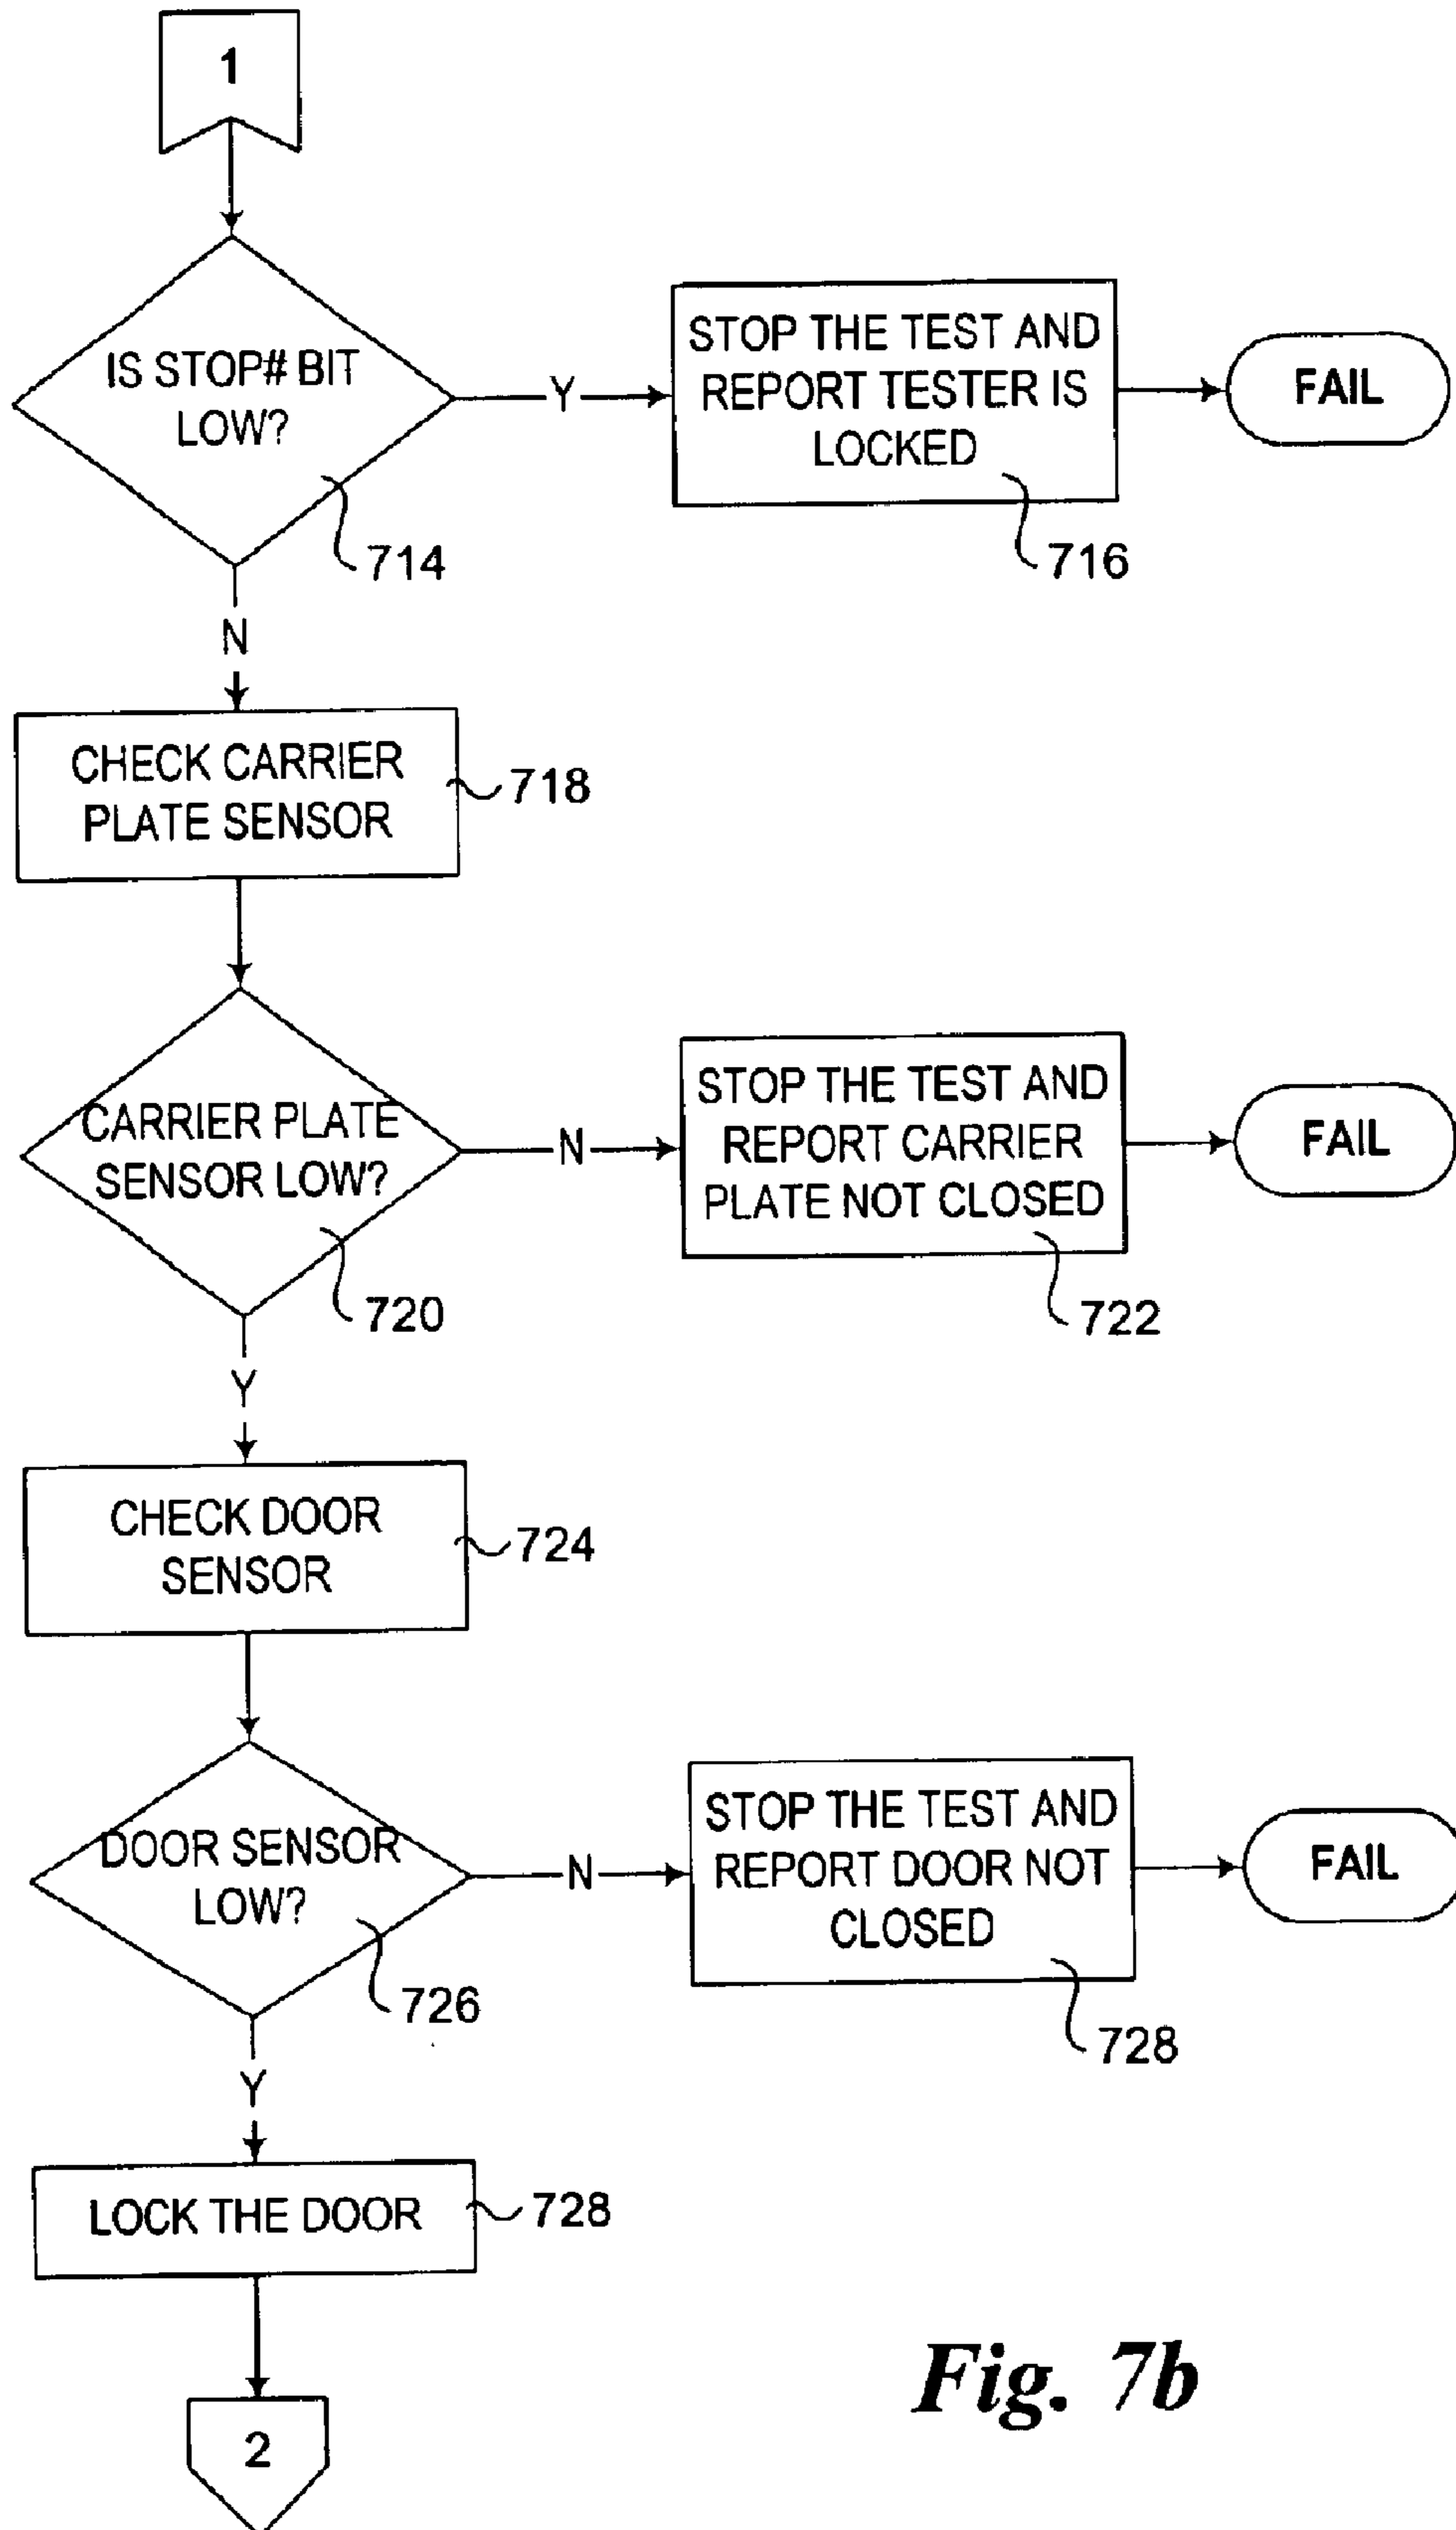 1
IS STOP# BIT
LOW?
714
Y
STOP THE TEST AND
REPORT TESTER IS
LOCKED
716
FAIL
N
CHECK CARRIER
PLATE SENSOR
718
CARRIER PLATE
SENSOR LOW?
720
N
STOP THE TEST AND
REPORT CARRIER
PLATE NOT CLOSED
722
FAIL
Y
CHECK DOOR
SENSOR
724
DOOR SENSOR
LOW?
726
N
STOP THE TEST AND
REPORT DOOR NOT
CLOSED
728
FAIL
Y
LOCK THE DOOR
728
2
Fig. 7b